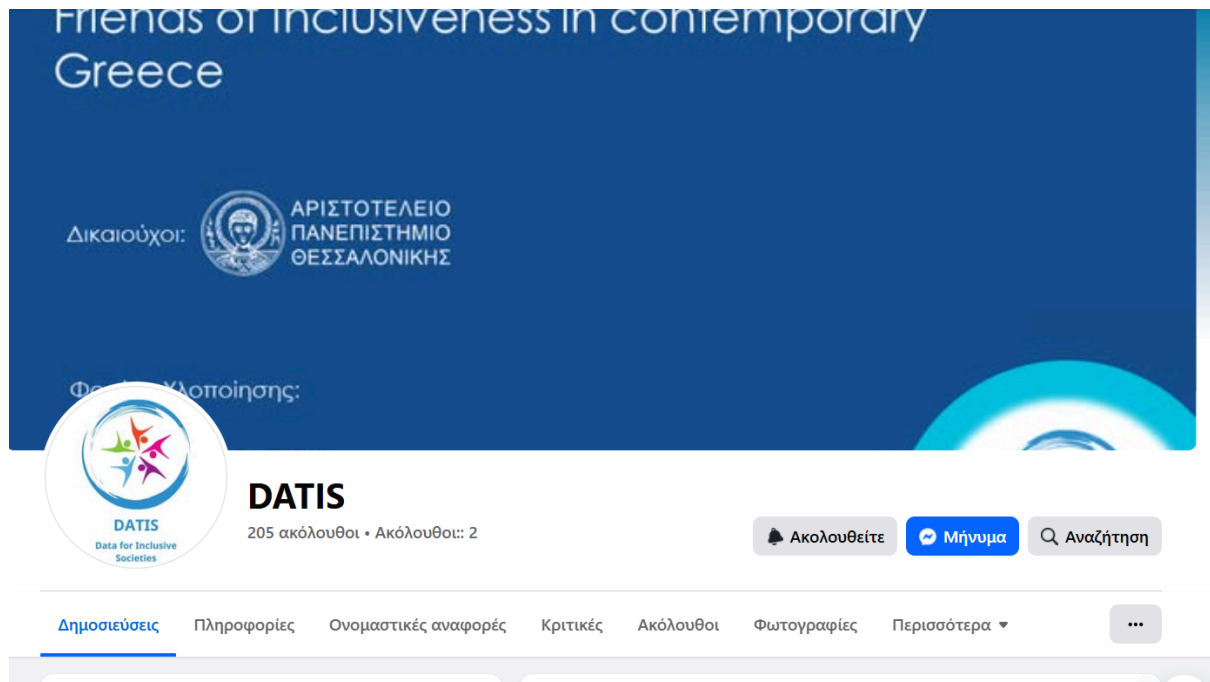 Friends of Inclusiveness in contemporary
Greece
Δικαιούχοι:
ΑΡΙΣΤΟΤΕΛΕΙΟ
ΠΑΝΕΠΙΣΤΗΜΙΟ
ΘΕΣΣΑΛΟΝΙΚΗΣ
DATIS
Data for Inclusive
Societies
DATIS
205 ακόλουθοι • Ακόλουθοι:: 2
Ακολουθείτε
Μήνυμα
Αναζήτηση
Δημοσιεύσεις
Πληροφορίες
Ονομαστικές αναφορές
Κριτικές
Ακόλουθοι
Φωτογραφίες
Περισσότερα